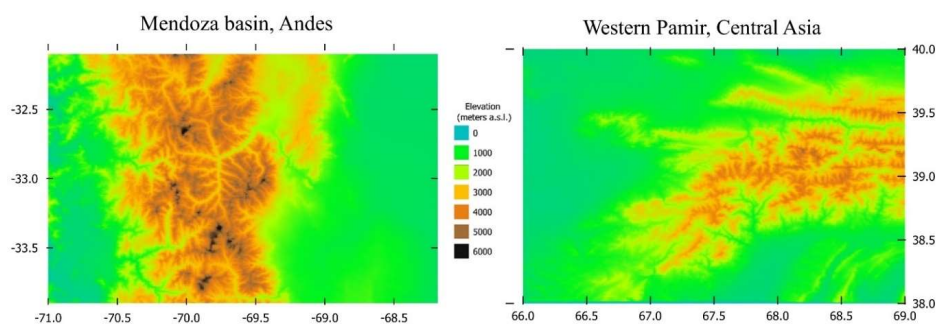 Mendoza basin, Andes
-32.5
-33.0
-33.5
-71.0 -70.5 -70.0 -69.5 -69.0 -68.5
Elevation
(meters a.s.l.)
0
1000
2000
3000
4000
5000
6000
Western Pamir, Central Asia
40.0
39.5
39.0
38.5
38.0
66.0 66.5 67.0 67.5 68.0 68.5 69.0